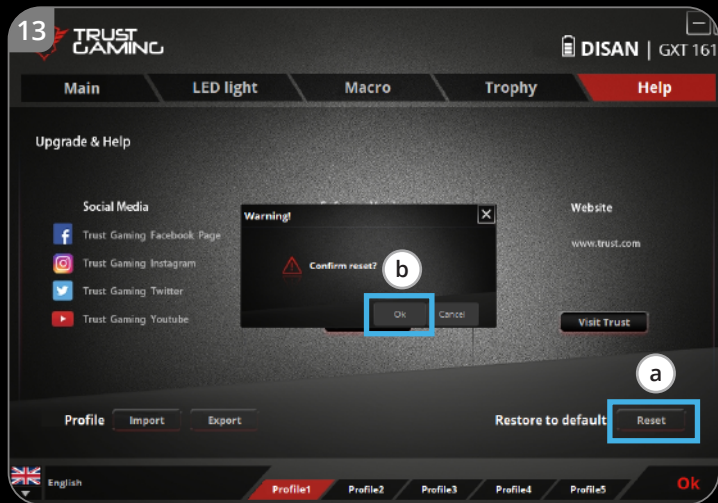 13
TRUST
GAMING
DISAN | GXT 161
Main LED light Macro Trophy Help
Upgrade & Help
Social Media
Website
Warning!
Trust Gaming Facebook Page
www.trust.com
Trust Gaming Instagram
Confirm reset?
b
Trust Gaming Twitter
Trust Gaming Youtube
Ok Cancel
Visit Trust
a
Profile Import Export
Restore to default Reset
English
Profile1 Profile2 Profile3 Profile4 Profile5
Ok